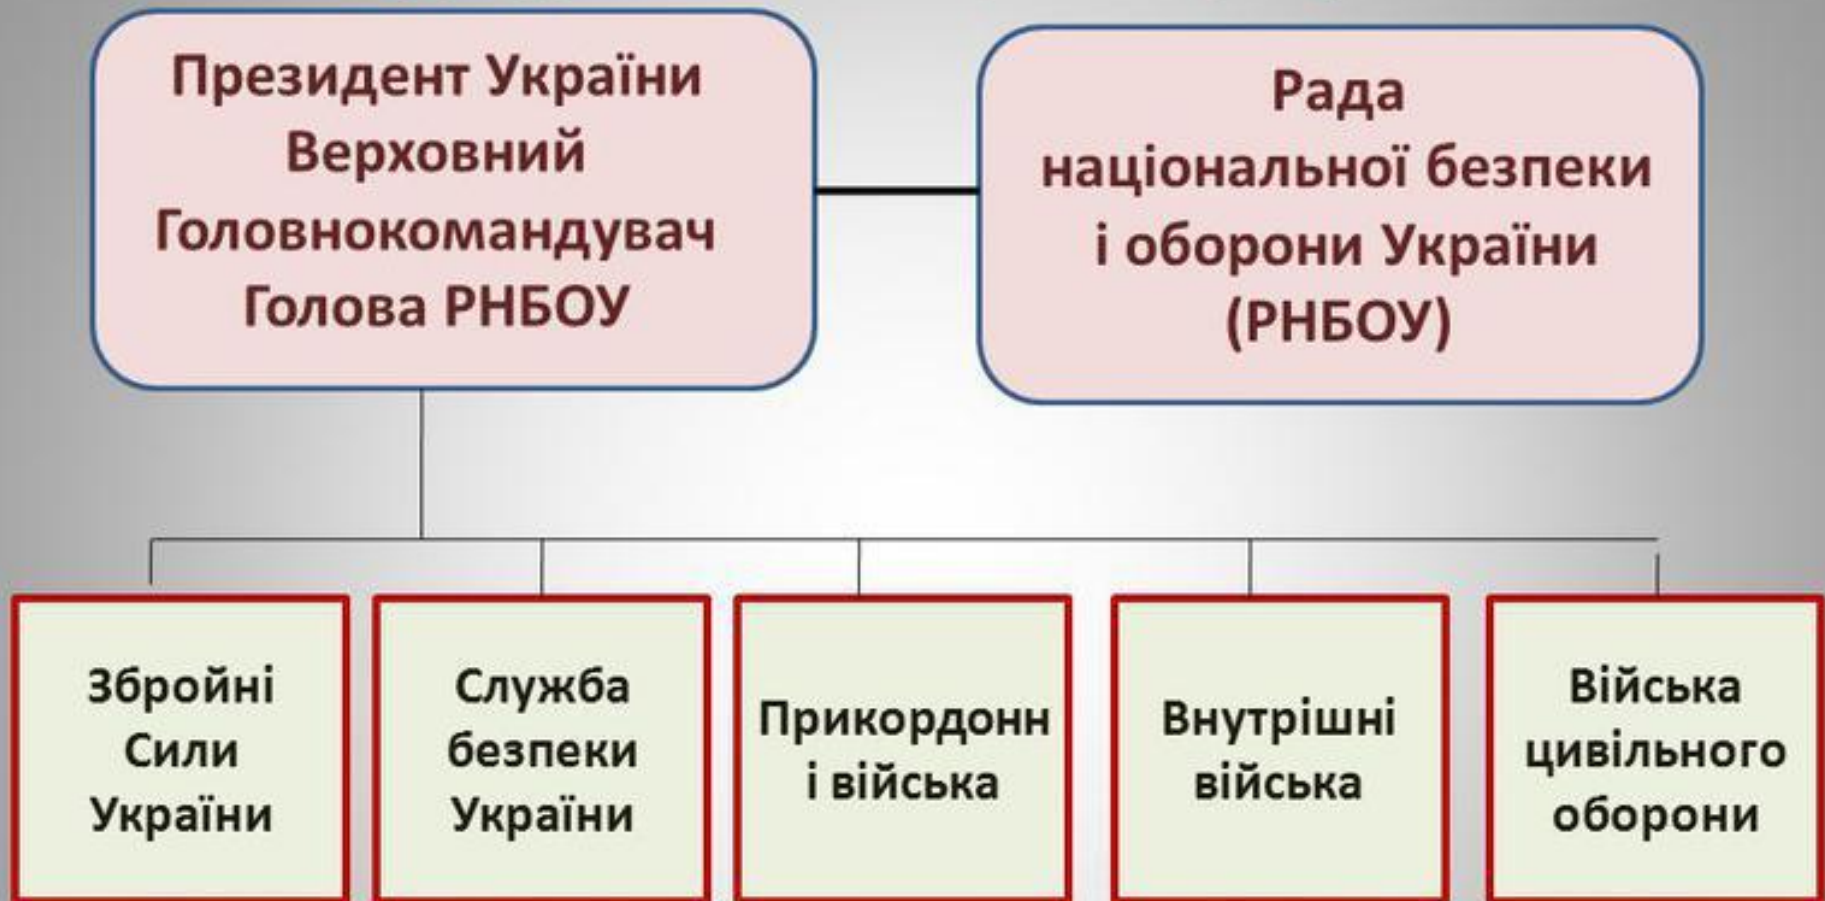 Президент України
Верховний
Головнокомандувач
Голова РНБОУ
Рада
національної безпеки
і оборони України
(РНБОУ)
Збройні
Сили
України
Служба
безпеки
України
Прикордонн
і війська
Внутрішні
війська
Війська
цивільного
оборони